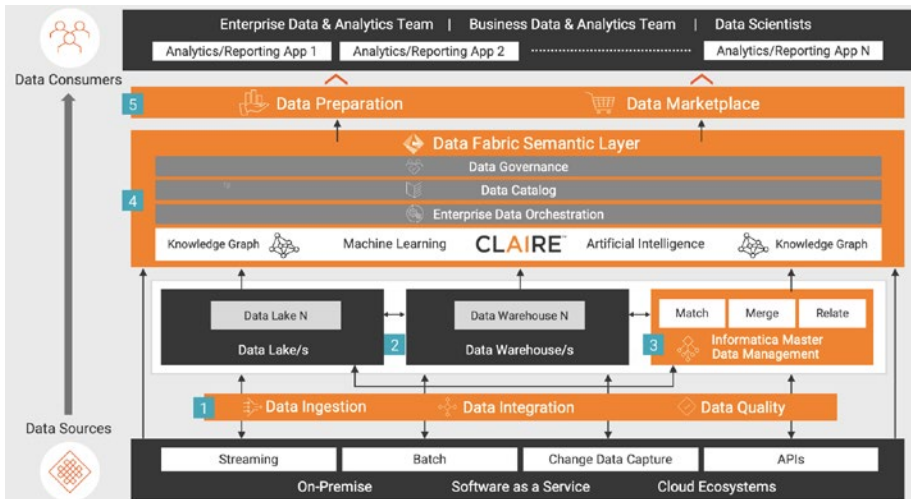 Enterprise Data & Analytics Team | Business Data & Analytics Team | Data Scientists
Analytics/Reporting App 1
Analytics/Reporting App 2
Analytics/Reporting App N
Data Consumers
5
Data Preparation
Data Marketplace
4
Data Fabric Semantic Layer
Data Governance
Data Catalog
Enterprise Data Orchestration
Knowledge Graph
Machine Learning
CLAIRE™
Artificial Intelligence
Knowledge Graph
Data Lake N
Data Lake/s
2
Data Warehouse N
Data Warehouse/s
3
Match
Merge
Relate
Informatica Master
Data Management
1
Data Ingestion
Data Integration
Data Quality
Data Sources
Streaming
Batch
Change Data Capture
APIs
On-Premise
Software as a Service
Cloud Ecosystems